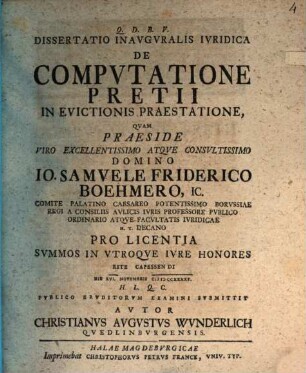 4
Q. D. B. V.
DISSERTATIO INAVGVRALIS IVRIDICA
DE
COMPVTATIONE
PRETII
IN EVICTIONIS PRAESTATIONE,
QVAM
PRAESIDE
VIRO EXCELLENTISSIMO ATQVE CONSVLTISSIMO
DOMINO
IO. SAMVELE FRIDERICO
BOEHMERO, IC.
COMITE PALATINO CAESAREO POTENTISSIMO BORVSSIAE
REGI A CONSILIIS AVLICIS IVRIS PROFESSORE PVBLICO
ORDINARIO ATQVE FACVLTATIS IVRIDICAE
H. T. DECANO
PRO LICENTIA
SVMMOS IN VTROQVE IVRE HONORES
RITE CAPESSENDI
NOVEMBRIS
H. L. Q. C.
PVBLICO ERVDITORVM EXAMINI SVBMITTIT
AVTOR
CHRISTIANVS AVGVSTVS WVNDERLICH
QVEDLINBVRGENSIS.
HALAE MAGDEBVRGICAE
Imprimebat CHRISTOPHORVS PETRVS FRANCK, VNIV. TYP.